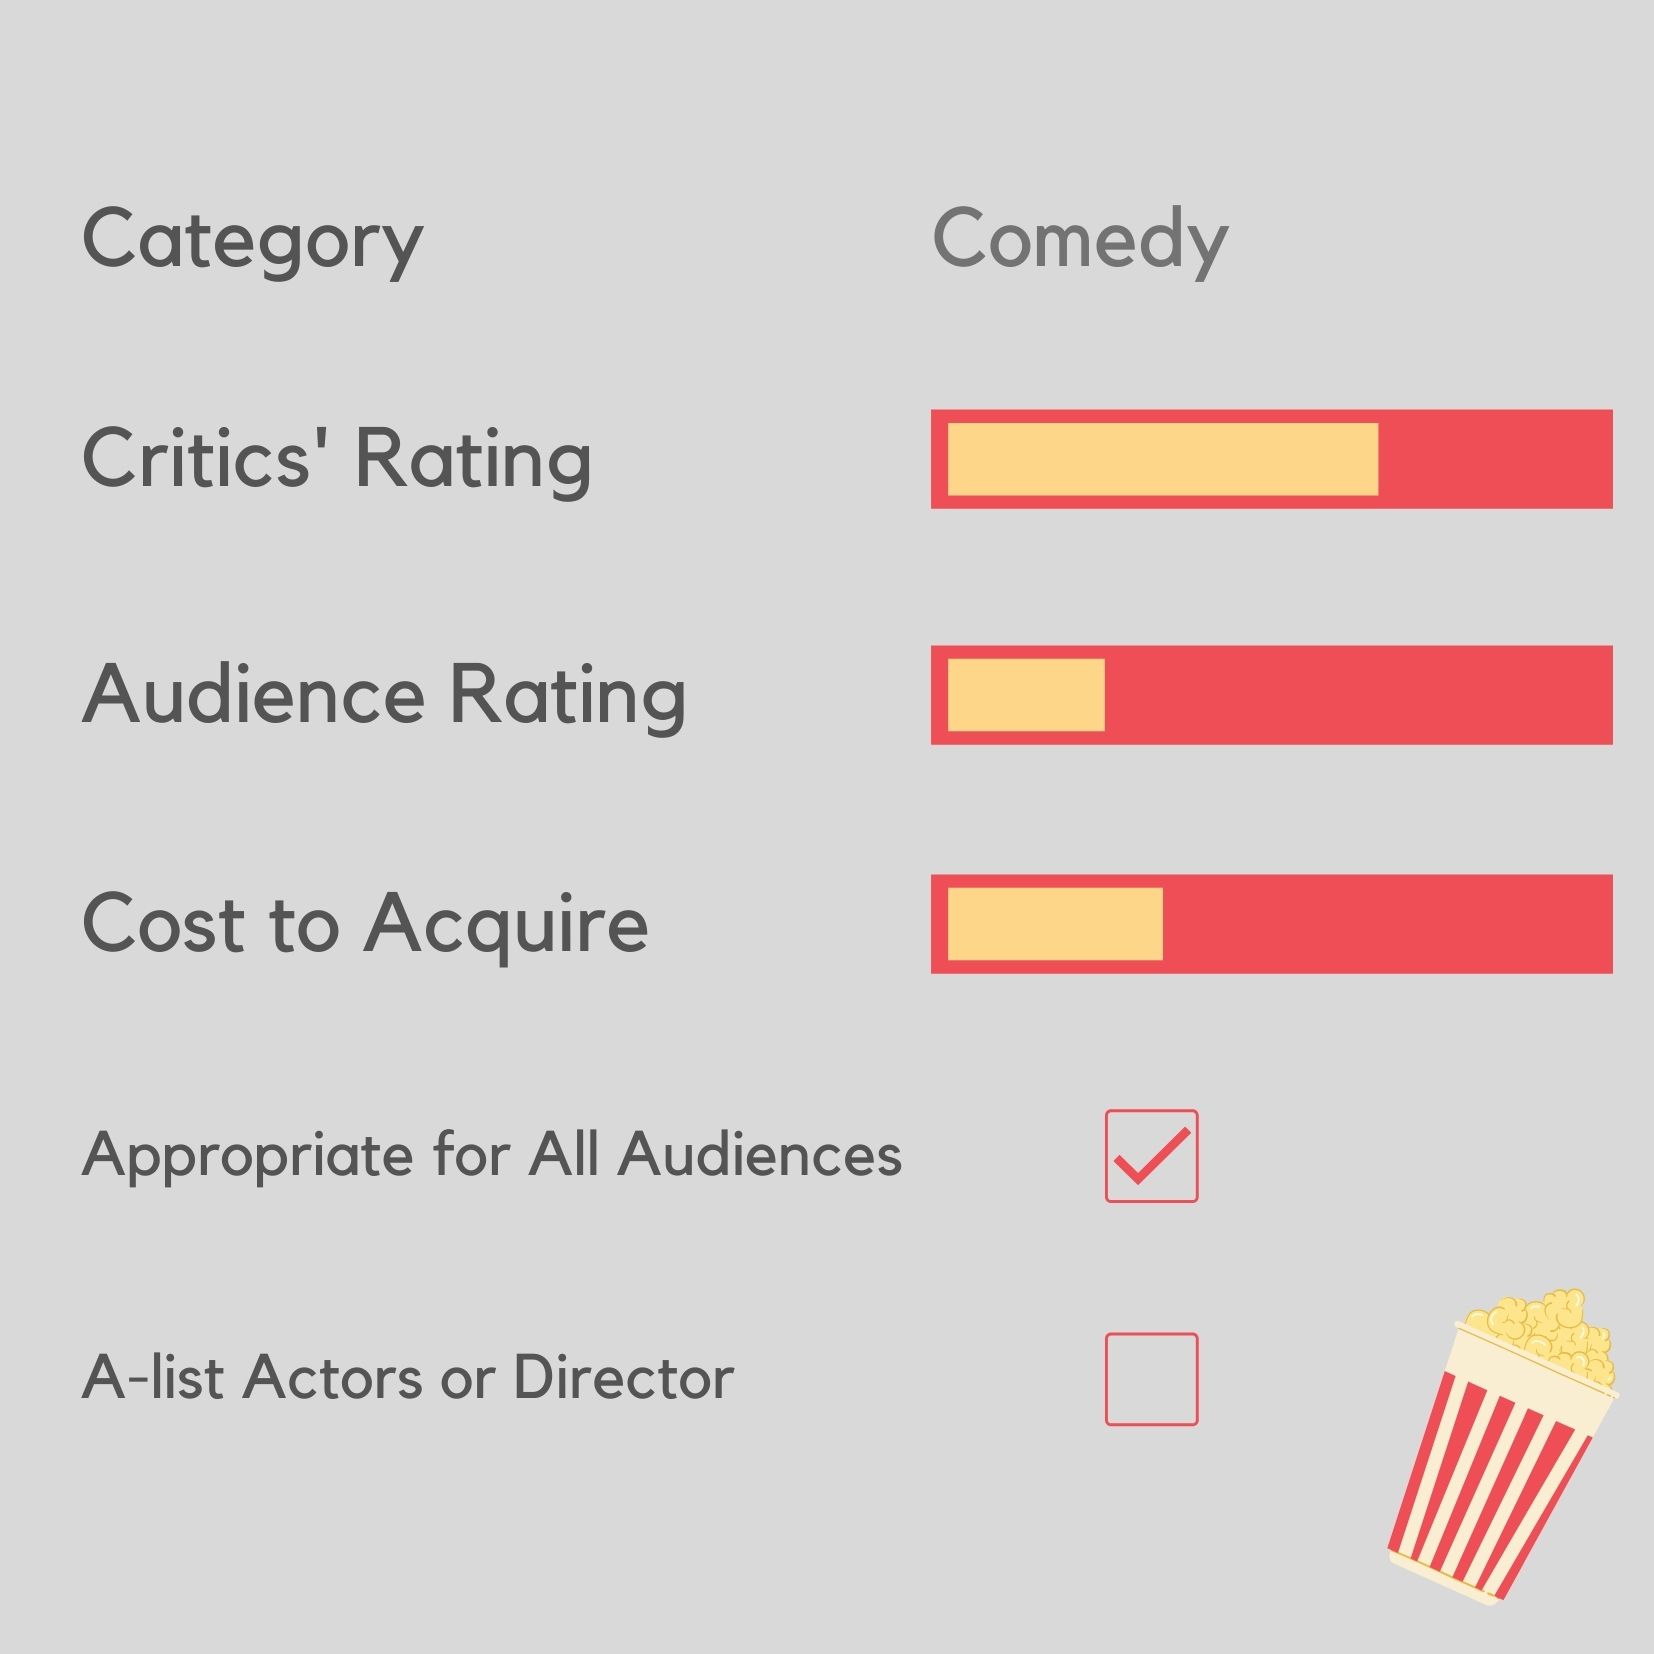 Category Comedy
Critics' Rating
Audience Rating
Cost to Acquire
Appropriate for All Audiences
A-list Actors or Director